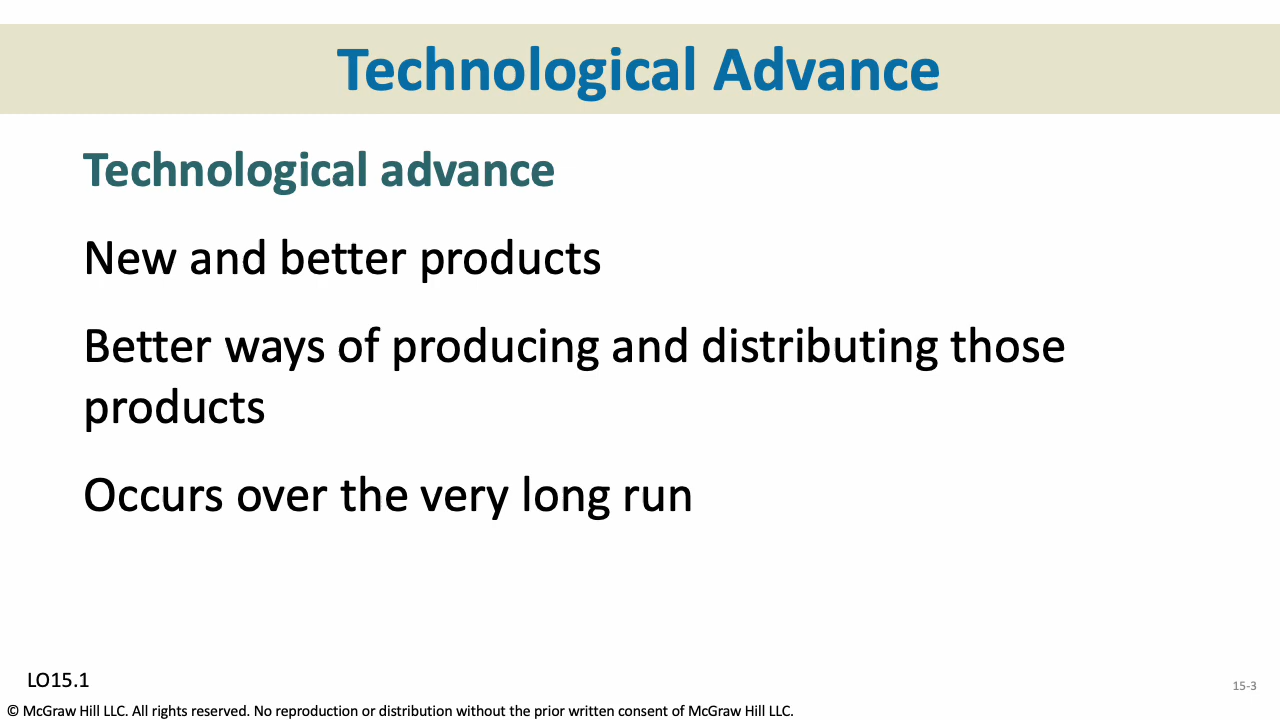 Technological Advance
Technological advance
New and better products
Better ways of producing and distributing those
products
Occurs over the very long run
LO15.1
15-3
© McGraw Hill LLC. All rights reserved. No reproduction or distribution without the prior written consent of McGraw Hill LLC.